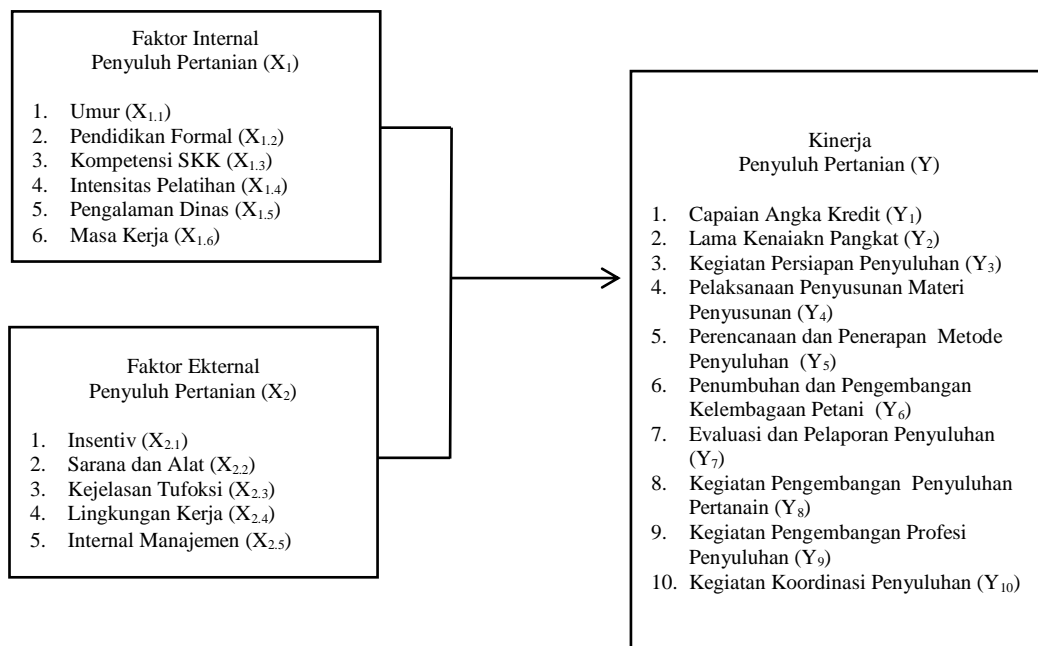 Faktor Internal
Penyuluh Pertanian (X₁)
1. Umur (X₁.₁)
2. Pendidikan Formal (X₁.₂)
3. Kompetensi SKK (X₁.₃)
4. Intensitas Pelatihan (X₁.₄)
5. Pengalaman Dinas (X₁.₅)
6. Masa Kerja (X₁.₆)
Faktor Ekternal
Penyuluh Pertanian (X₂)
1. Insentiv (X₂.₁)
2. Sarana dan Alat (X₂.₂)
3. Kejelasan Tufoksi (X₂.₃)
4. Lingkungan Kerja (X₂.₄)
5. Internal Manajemen (X₂.₅)
Kinerja
Penyuluh Pertanian (Y)
1. Capaian Angka Kredit (Y₁)
2. Lama Kenaiakn Pangkat (Y₂)
3. Kegiatan Persiapan Penyuluhan (Y₃)
4. Pelaksanaan Penyusunan Materi
Penyusunan (Y₄)
5. Perencanaan dan Penerapan Metode
Penyuluhan (Y₅)
6. Penumbuhan dan Pengembangan
Kelembagaan Petani (Y₆)
7. Evaluasi dan Pelaporan Penyuluhan
(Y₇)
8. Kegiatan Pengembangan Penyuluhan
Pertanain (Y₈)
9. Kegiatan Pengembangan Profesi
Penyuluhan (Y₉)
10. Kegiatan Koordinasi Penyuluhan (Y₁₀)